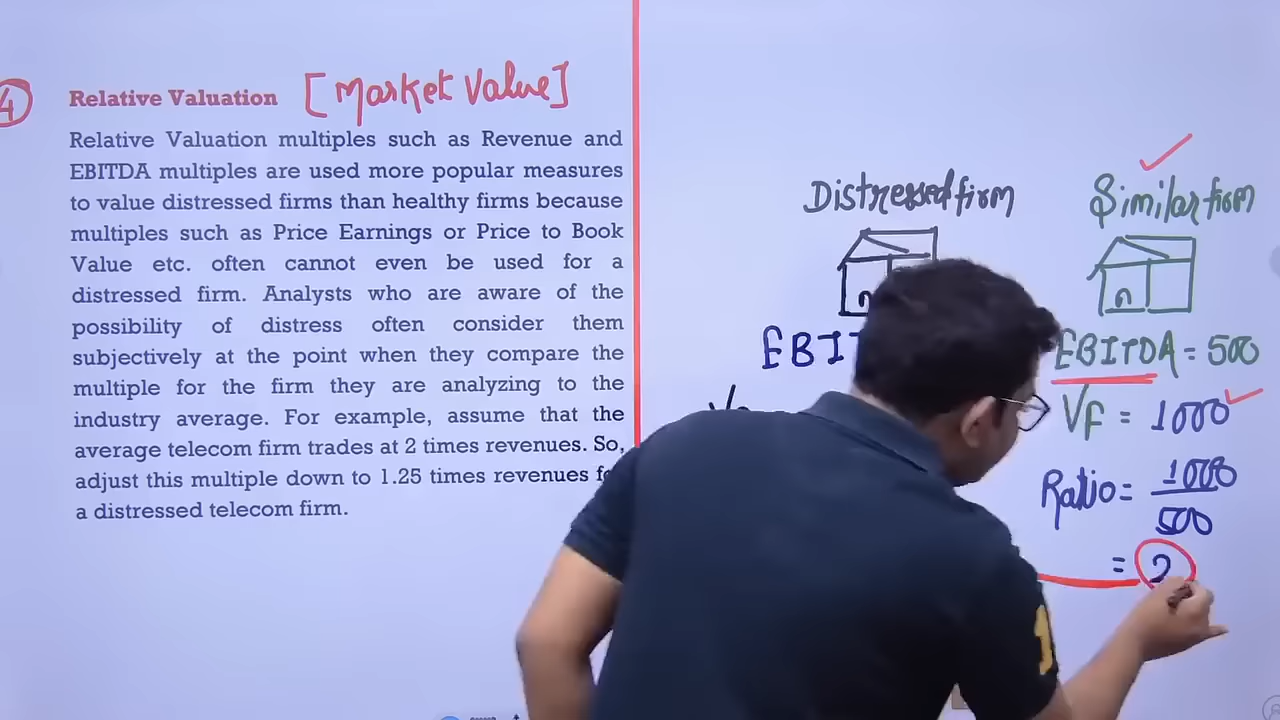 4
Relative Valuation [Market Value]
Relative Valuation multiples such as Revenue and
EBITDA multiples are used more popular measures
to value distressed firms than healthy firms because
multiples such as Price Earnings or Price to Book
Value etc. often cannot even be used for a
distressed firm. Analysts who are aware of the
possibility of distress often consider them
subjectively at the point when they compare the
multiple for the firm they are analyzing to the
industry average. For example, assume that the
average telecom firm trades at 2 times revenues. So,
adjust this multiple down to 1.25 times revenues
a distressed telecom firm.
Distressed firm
EBIT
Similar firm
EBITDA = 500
VF = 1000
Ratio = 1000
500
= 2
1